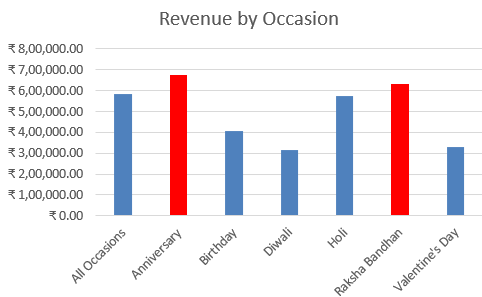 Revenue by Occasion
₹ 8,00,000.00
₹ 7,00,000.00
₹ 6,00,000.00
₹ 5,00,000.00
₹ 4,00,000.00
₹ 3,00,000.00
₹ 2,00,000.00
₹ 1,00,000.00
₹ 0.00
All Occasions
Anniversary
Birthday
Diwali
Holi
Raksha Bandhan
Valentine's Day